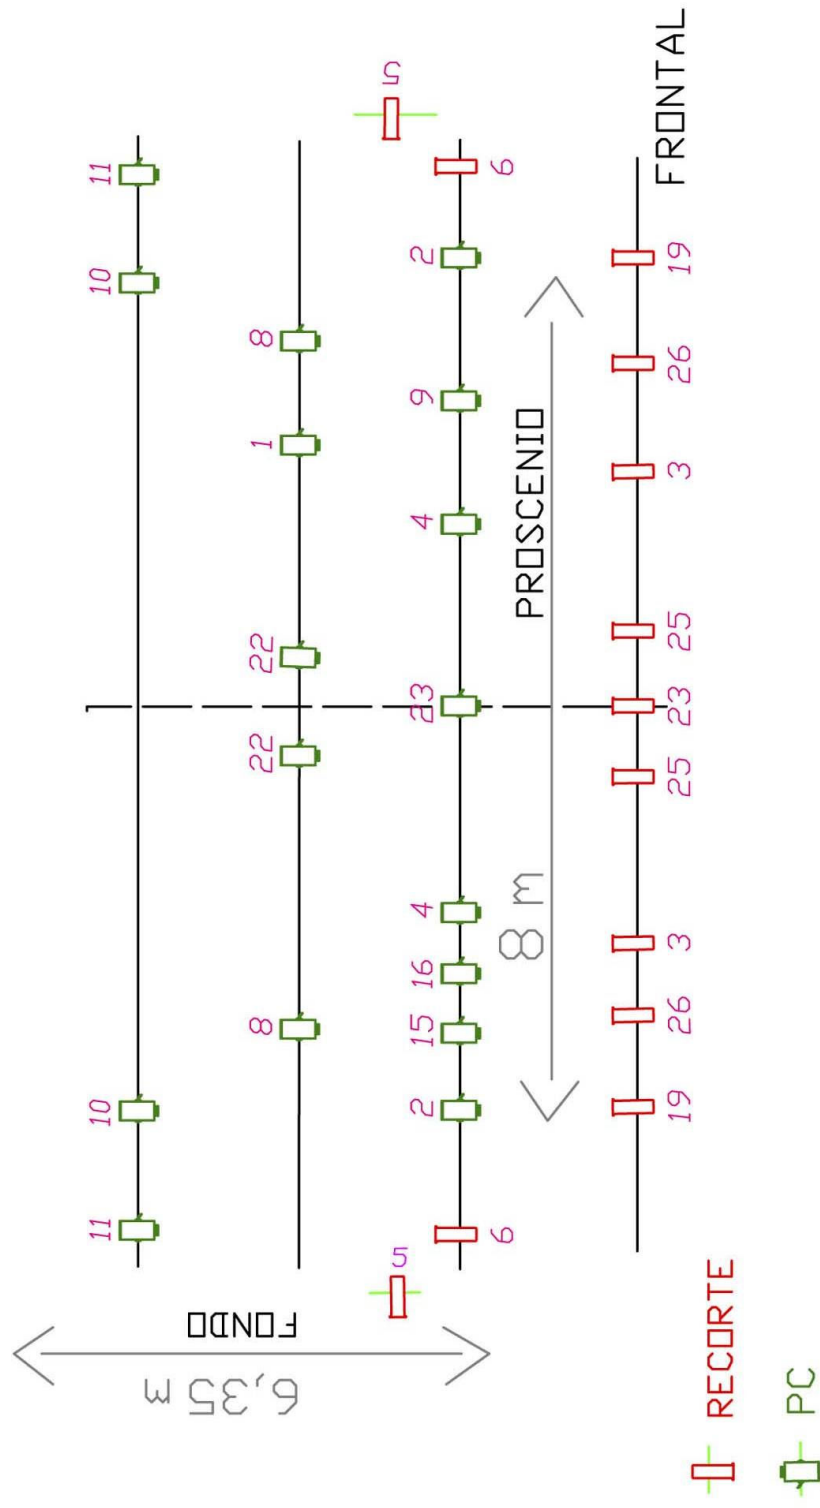 11 10 10 11
8 22 22 1 8
6,35 m
FONDO
5 5
2 15 16 4 23 4 9 2
6 6
8 m PROSCENIO
19 26 3 25 23 25 3 26 19
FRONTAL
RECORTE
PC